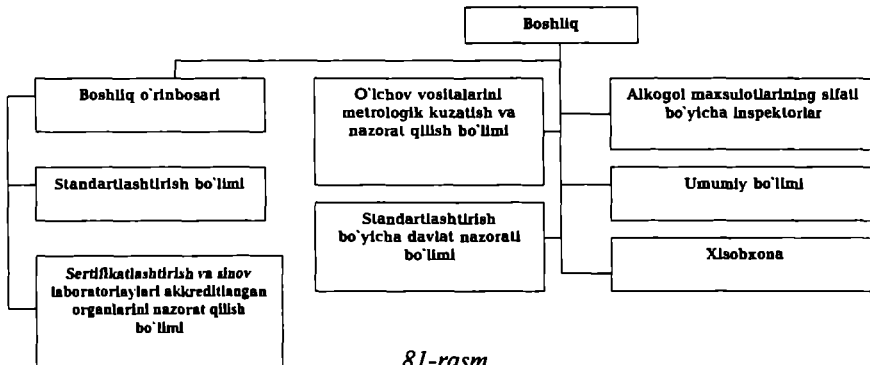 Boshliq
Boshliq o`rinbosari
O`lchov vositalarini
metrologik kuzatish va
nazorat qilish bo`limi
Alkogol maxsulotlarining sifati
bo`yicha inspektorlar
Standartlashtirish bo`limi
Umumiy bo`limi
Standartlashtirish
bo`yicha davlat nazorati
bo`limi
Xisobxona
Sertifikatlashtirish va sinov
laboratoriaylari akkreditlangan
organlarini nazorat qilish
bo`limi
81-rasm